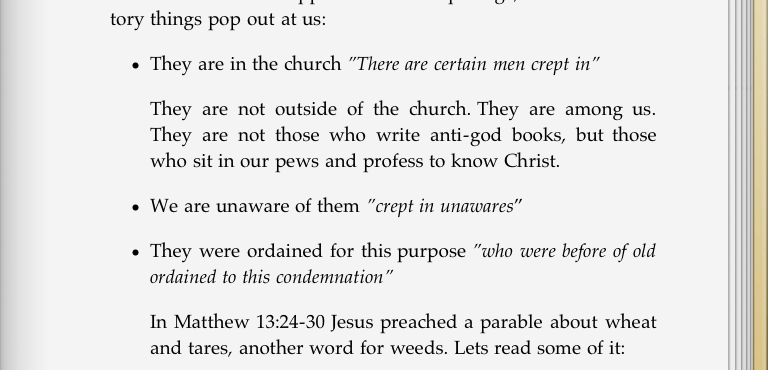 tory things pop out at us:
• They are in the church ”There are certain men crept in”
They are not outside of the church. They are among us.
They are not those who write anti-god books, but those
who sit in our pews and profess to know Christ.
• We are unaware of them ”crept in unawares”
• They were ordained for this purpose ”who were before of old
ordained to this condemnation”
In Matthew 13:24-30 Jesus preached a parable about wheat
and tares, another word for weeds. Lets read some of it: